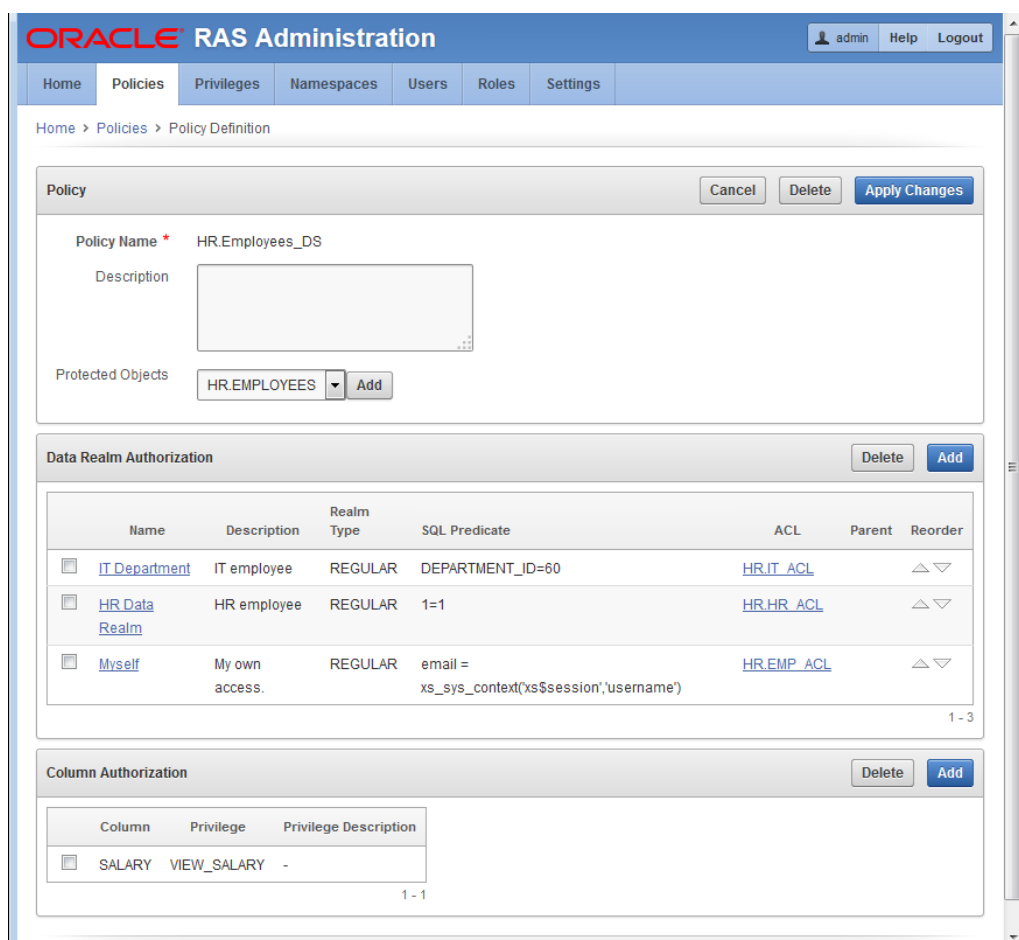 ORACLE RAS Administration
admin Help Logout
Home Policies Privileges Namespaces Users Roles Settings
Home > Policies > Policy Definition
Policy Cancel Delete Apply Changes
Policy Name * HR.Employees_DS
Description
Protected Objects HR.EMPLOYEES Add
Data Realm Authorization Delete Add
Name Description Realm Type SQL Predicate ACL Parent Reorder
IT Department IT employee REGULAR DEPARTMENT_ID=60 HR.IT_ACL
HR Data Realm HR employee REGULAR 1=1 HR.HR_ACL
Myself My own access. REGULAR email = xs_sys_context('xs$session','username') HR.EMP_ACL
1 - 3
Column Authorization Delete Add
Column Privilege Privilege Description
SALARY VIEW_SALARY -
1 - 1